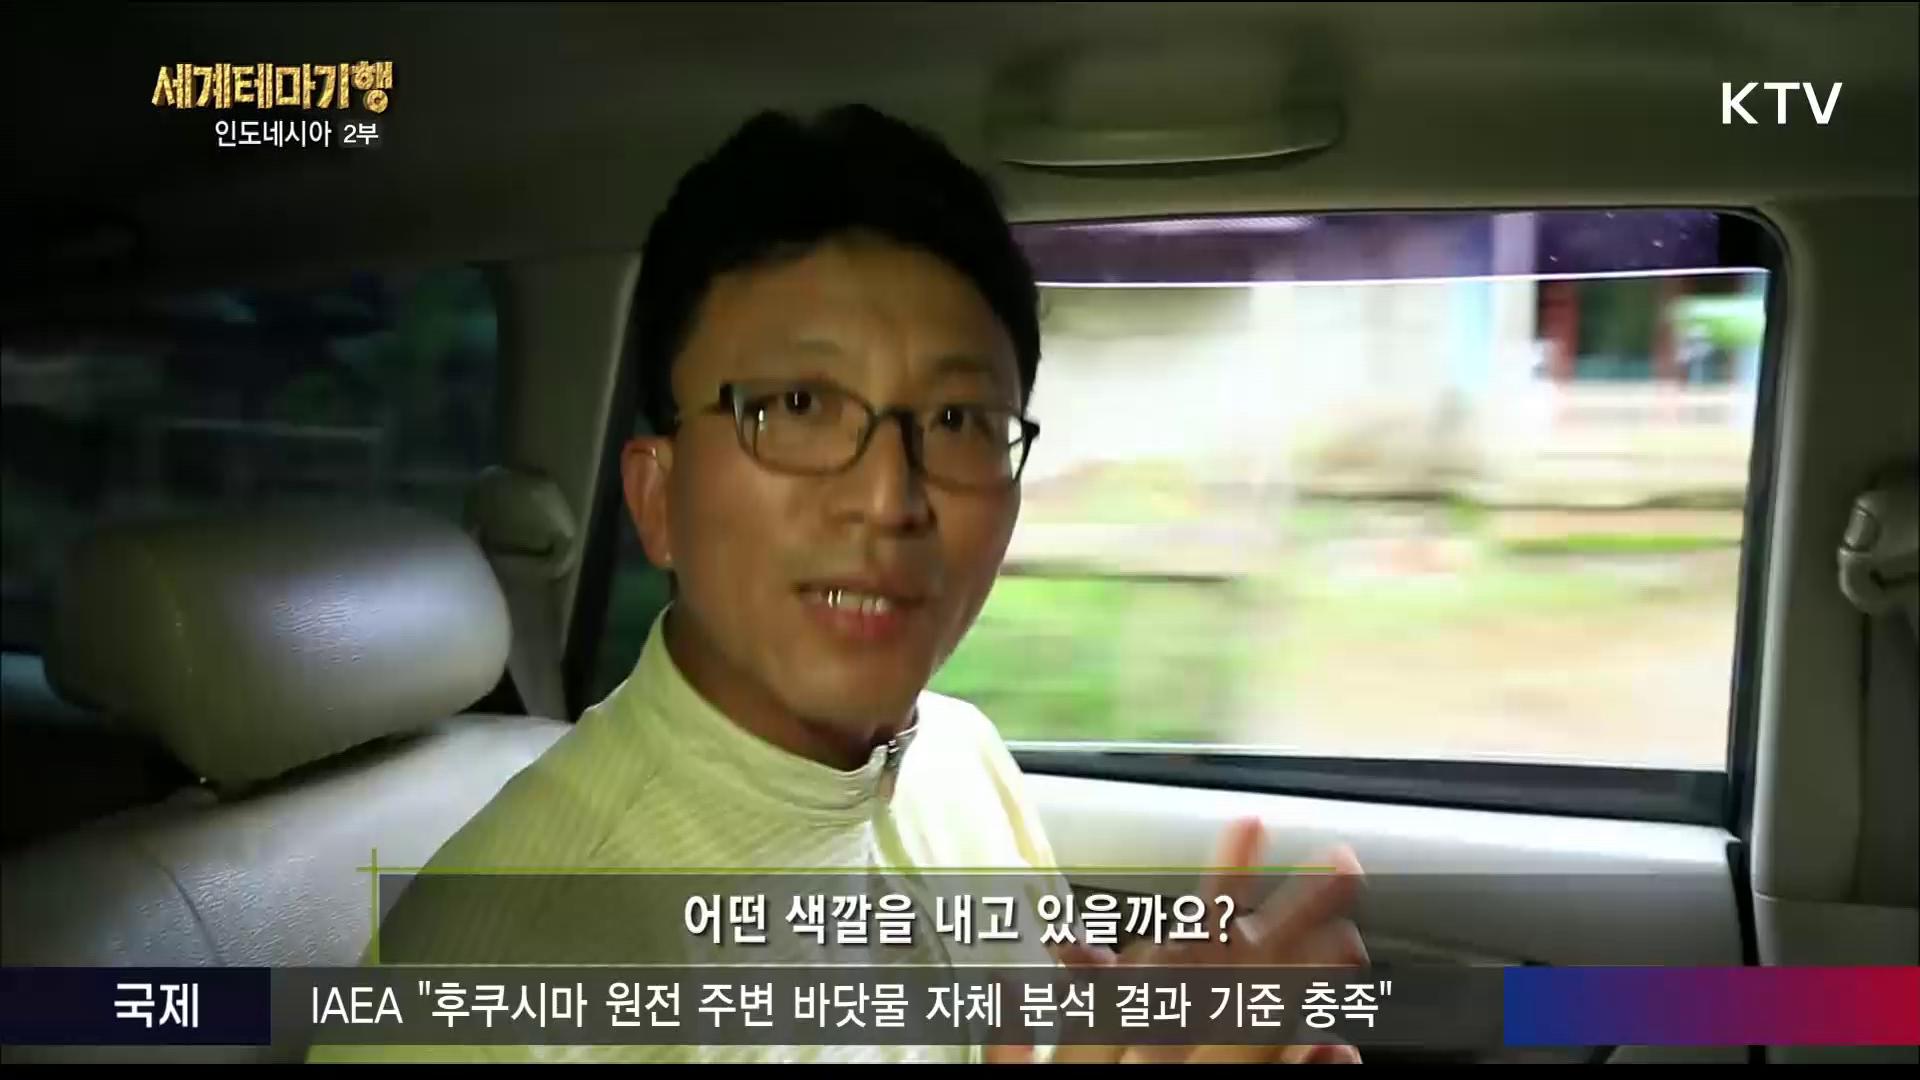 세계테마기행
인도네시아 2부
KTV
어떤 색깔을 내고 있을까요?
국제 IAEA "후쿠시마 원전 주변 바닷물 자체 분석 결과 기준 충족"